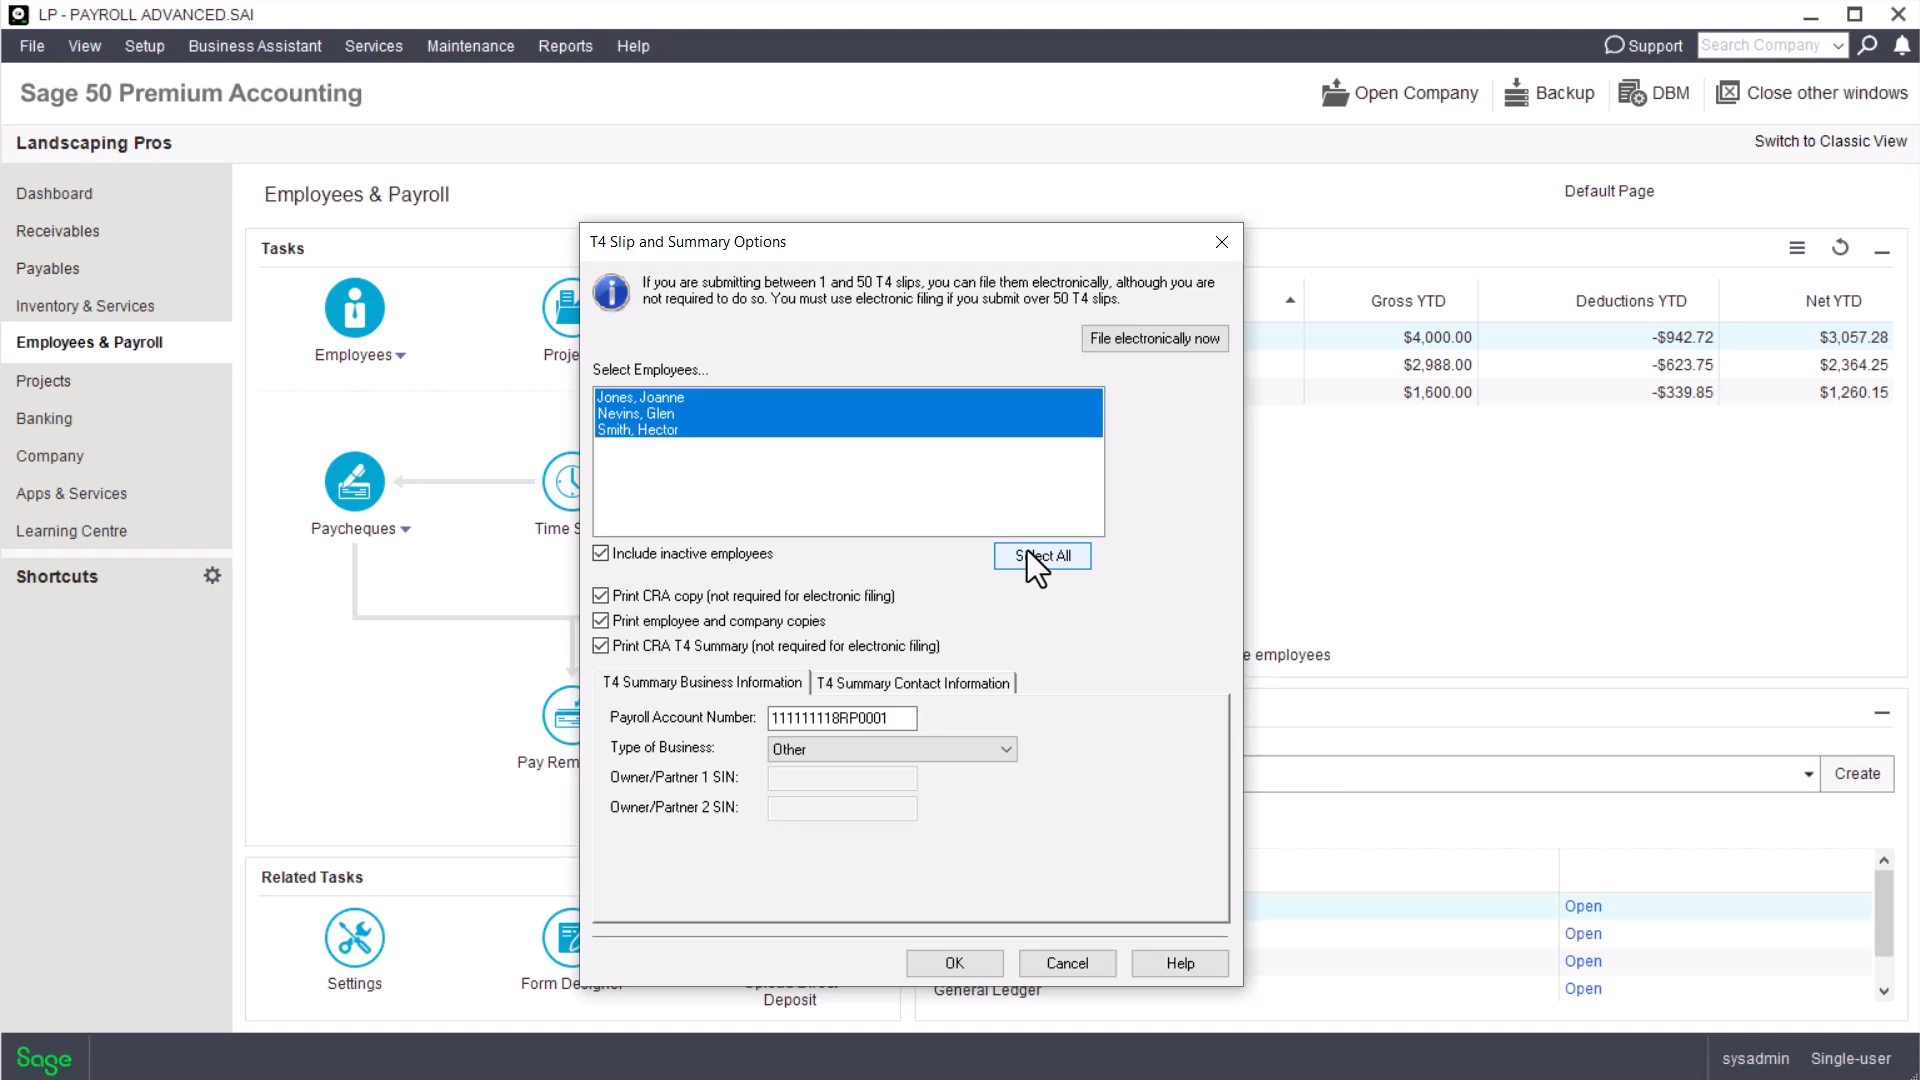 LP - PAYROLL ADVANCED.SAI
File View Setup Business Assistant Services Maintenance Reports Help
Support Search Company
Sage 50 Premium Accounting
Open Company Backup DBM Close other windows
Landscaping Pros
Switch to Classic View
Dashboard
Receivables
Payables
Inventory & Services
Employees & Payroll
Projects
Banking
Company
Apps & Services
Learning Centre
Shortcuts
Employees & Payroll
Default Page
Tasks
Employees
Proje
Paycheques
Time S
Pay Rem
Related Tasks
Settings
Form
Deposit
T4 Slip and Summary Options
If you are submitting between 1 and 50 T4 slips, you can file them electronically, although you are
not required to do so. You must use electronic filing if you submit over 50 T4 slips.
File electronically now
Select Employees...
Jones, Joanne
Nevins, Glen
Smith, Hector
Include inactive employees
Select All
Print CRA copy (not required for electronic filing)
Print employee and company copies
Print CRA T4 Summary (not required for electronic filing)
T4 Summary Business Information T4 Summary Contact Information
Payroll Account Number: 111111118RP0001
Type of Business: Other
Owner/Partner 1 SIN:
Owner/Partner 2 SIN:
OK Cancel Help
Gross YTD Deductions YTD Net YTD
$4,000.00 -$942.72 $3,057.28
$2,988.00 -$623.75 $2,364.25
$1,600.00 -$339.85 $1,260.15
e employees
Create
Open
Open
Open
General Ledger Open
Sage
sysadmin Single-user